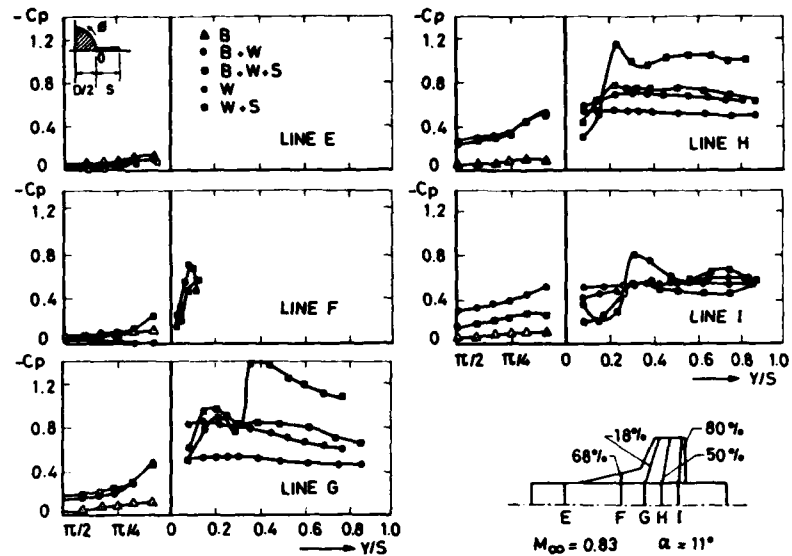 -Cp
1.2
0.8
0.4
0
Ø
0
D/2
S
B
B+W
B+W+S
W
W+S
LINE E
-Cp
1.2
0.8
0.4
0
LINE H
-Cp
1.2
0.8
0.4
0
LINE F
-Cp
1.2
0.8
0.4
0
LINE I
π/2
π/4
0
0.2
0.4
0.6
0.8
1.0
Y/S
-Cp
1.2
0.8
0.4
0
LINE G
π/2
π/4
0
0.2
0.4
0.6
0.8
1.0
Y/S
68%
18%
80%
50%
E
F
G
H
I
M∞ = 0.83
α = 11°